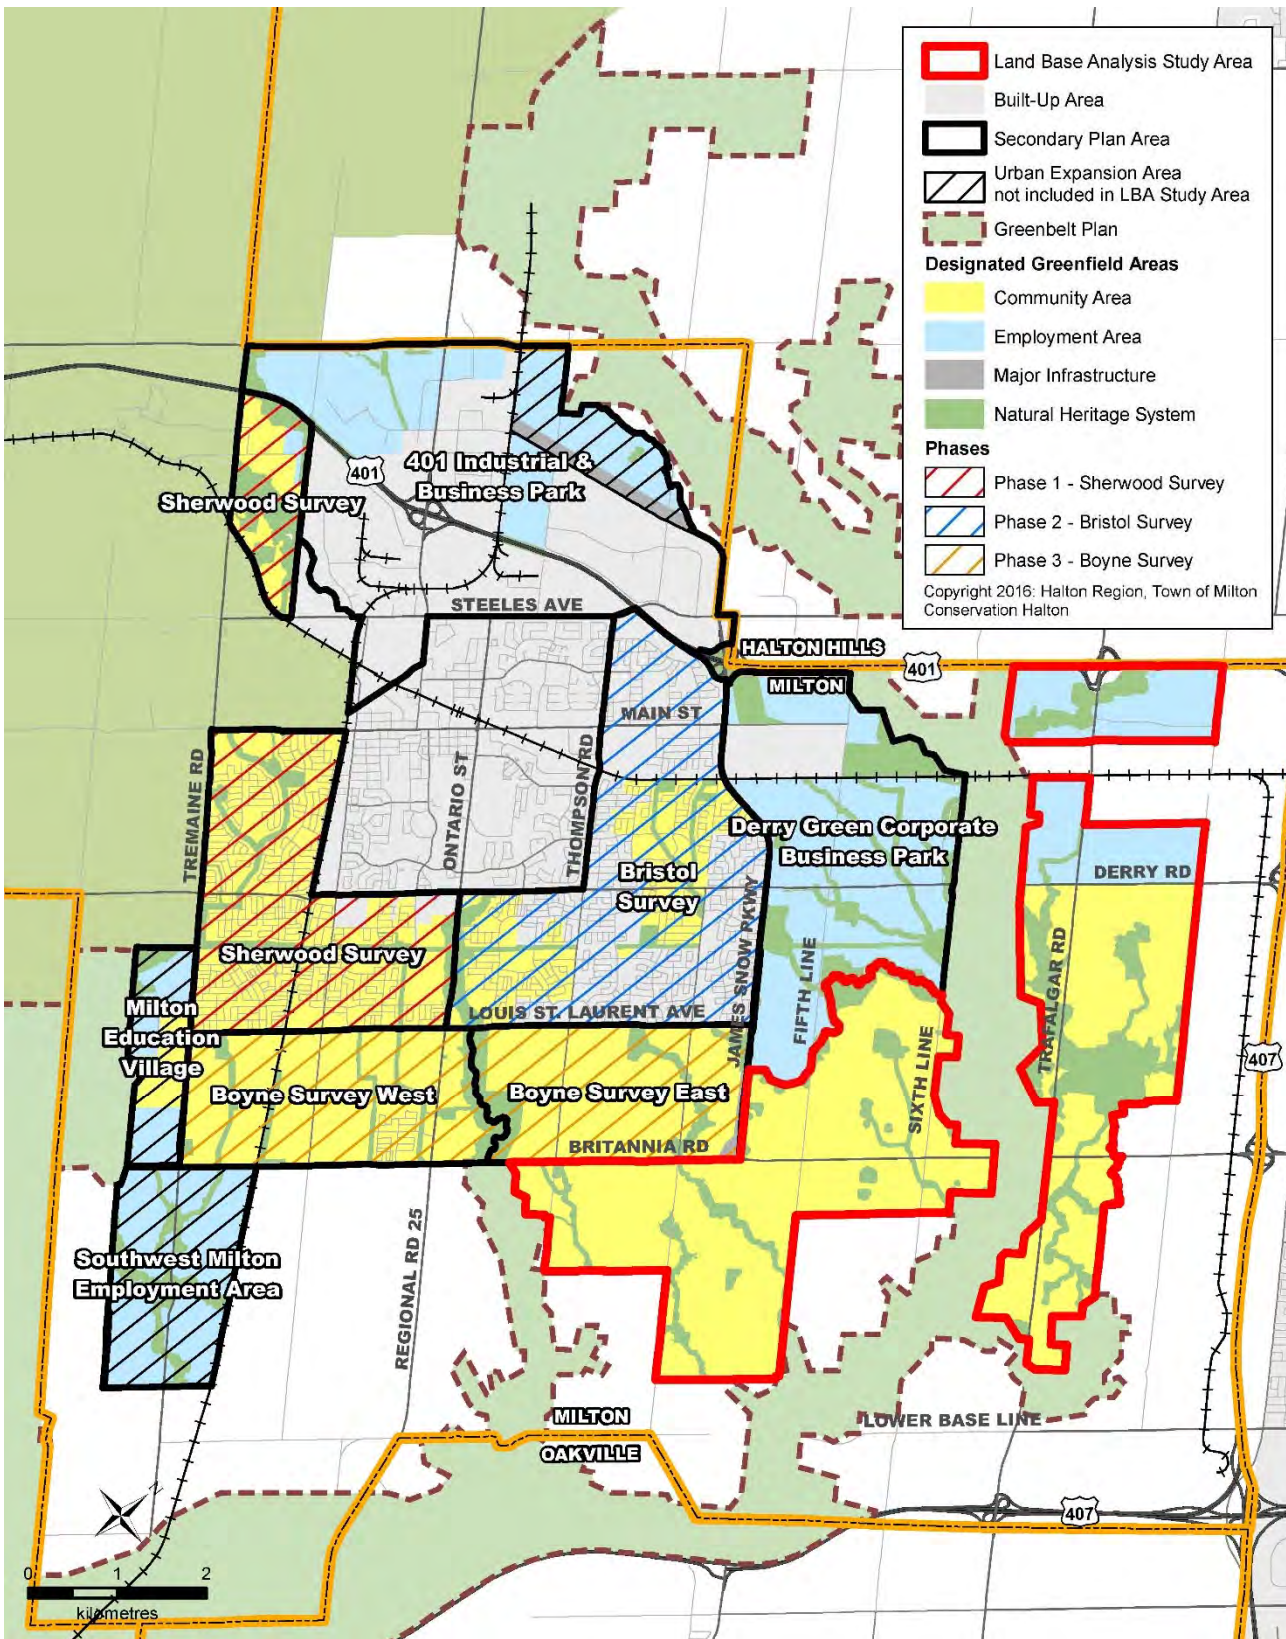 Land Base Analysis Study Area
Built-Up Area
Secondary Plan Area
Urban Expansion Area
not included in LBA Study Area
Greenbelt Plan
Designated Greenfield Areas
Community Area
Employment Area
Major Infrastructure
Natural Heritage System
Phases
Phase 1 - Sherwood Survey
Phase 2 - Bristol Survey
Phase 3 - Boyne Survey
Copyright 2016: Halton Region, Town of Milton
Conservation Halton
401
401 Industrial &
Business Park
Sherwood Survey
STEELES AVE
HALTON HILLS
401
MILTON
MAIN ST
TREMAINE RD
ONTARIO ST
THOMPSON RD
Derry Green Corporate
Business Park
Bristol
Survey
DERRY RD
JAMES SNOW PKWY
FIFTH LINE
TRAFALGAR RD
Sherwood Survey
Milton
Education
Village
LOUIS ST. LAURENT AVE
SIXTH LINE
407
Boyne Survey West
Boyne Survey East
BRITANNIA RD
Southwest Milton
Employment Area
REGIONAL RD 25
MILTON
OAKVILLE
LOWER BASE LINE
407
N
0 1 2
kilometres